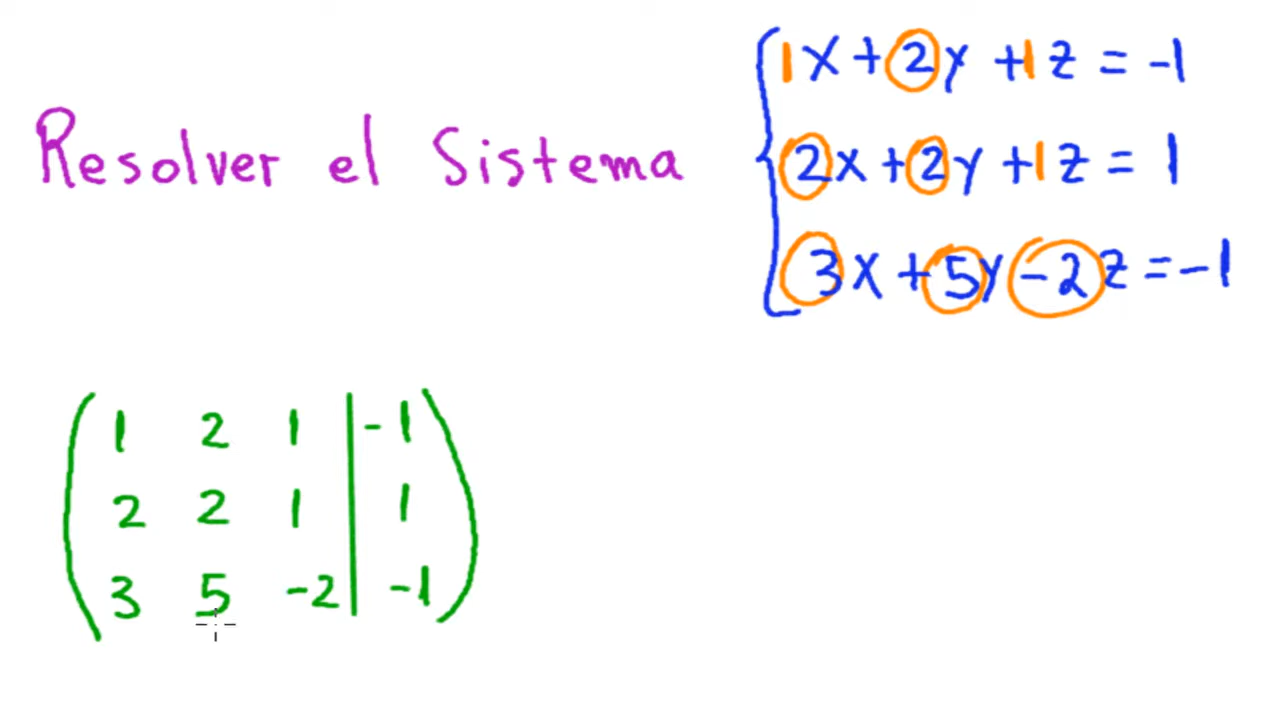 Resolver el Sistema
1x + 2y + 1z = -1
2x + 2y + 1z = 1
3x + 5y - 2z = -1
1 2 1 | -1
2 2 1 | 1
3 5 -2 | -1